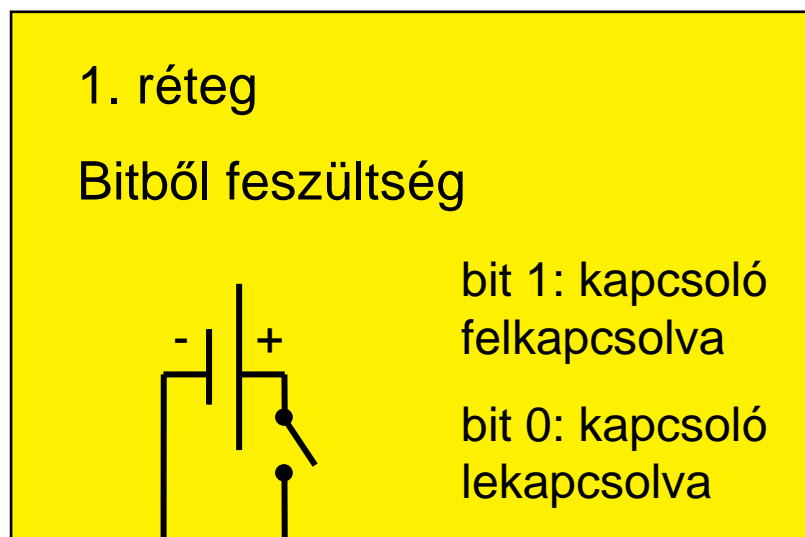 1. réteg
Bitből feszültség
bit 1: kapcsoló
felkapcsolva
- +
bit 0: kapcsoló
lekapcsolva